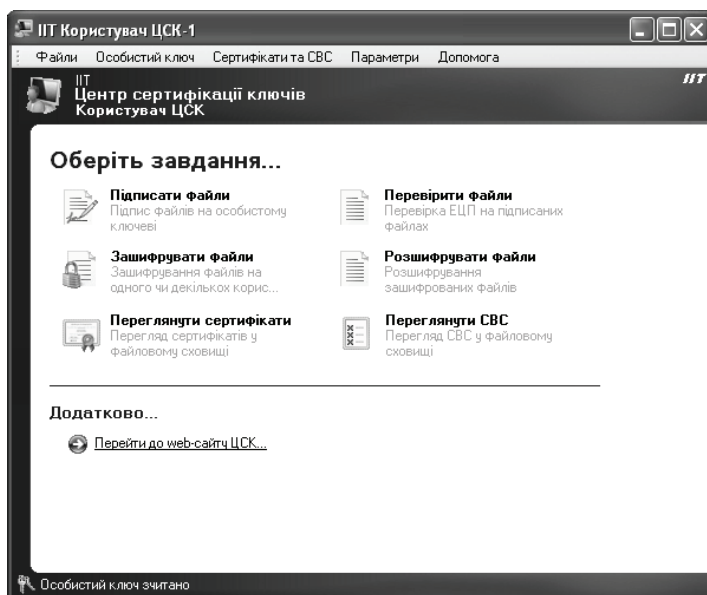 ІІТ Користувач ЦСК-1
Файли Особистий ключ Сертифікати та СВС Параметри Допомога
ІІТ
Центр сертифікації ключів
Користувач ЦСК
ІІТ
Оберіть завдання...
Підписати файли
Підпис файлів на особистому
ключеві
Перевірити файли
Перевірка ЕЦП на підписаних
файлах
Зашифрувати файли
Зашифрування файлів на
одного чи декількох корис...
Розшифрувати файли
Розшифрування
зашифрованих файлів
Переглянути сертифікати
Перегляд сертифікатів у
файловому сховищі
Переглянути СВС
Перегляд СВС у файловому
сховищі
Додатково...
Перейти до web-сайту ЦСК...
Особистий ключ зчитано